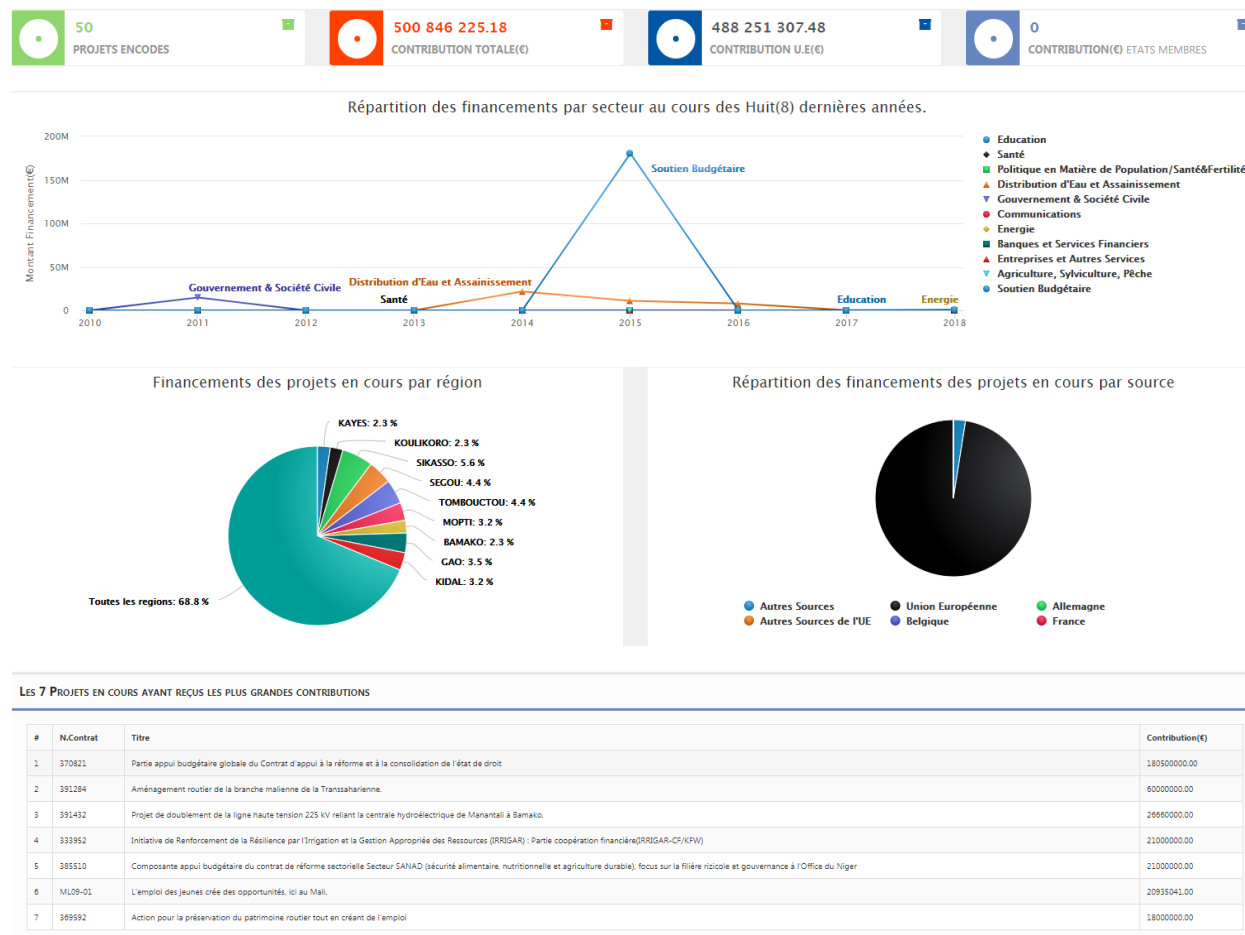 50
PROJETS ENCODES
500 846 225.18
CONTRIBUTION TOTALE(€)
488 251 307.48
CONTRIBUTION U.E(€)
0
CONTRIBUTION(€) ETATS MEMBRES
Répartition des financements par secteur au cours des Huit(8) dernières années.
Montant Financement(€)
200M
150M
100M
50M
0
Gouvernement & Société Civile
Distribution d'Eau et Assainissement
Santé
Soutien Budgétaire
Education
Energie
2010 2011 2012 2013 2014 2015 2016 2017 2018
Education
Santé
Politique en Matière de Population/Santé&Fertilité
Distribution d'Eau et Assainissement
Gouvernement & Société Civile
Communications
Energie
Banques et Services Financiers
Entreprises et Autres Services
Agriculture, Sylviculture, Pêche
Soutien Budgétaire
Financements des projets en cours par région
KAYES: 2.3 %
KOULIKORO: 2.3 %
SIKASSO: 5.6 %
SEGOU: 4.4 %
TOMBOUCTOU: 4.4 %
MOPTI: 3.2 %
BAMAKO: 2.3 %
GAO: 3.5 %
KIDAL: 3.2 %
Toutes les regions: 68.8 %
Répartition des financements des projets en cours par source
Autres Sources Union Européenne Allemagne
Autres Sources de l'UE Belgique France
Les 7 Projets en cours ayant reçus les plus grandes contributions
# N.Contrat Titre Contribution(€)
1 370821 Partie appui budgétaire globale du Contrat d'appui à la réforme et à la consolidation de l'état de droit 180500000.00
2 391284 Aménagement routier de la branche malienne de la Transsaharienne. 60000000.00
3 391432 Projet de doublement de la ligne haute tension 225 kV reliant la centrale hydroélectrique de Manantali à Bamako. 26660000.00
4 333952 Initiative de Renforcement de la Résilience par l'Irrigation et la Gestion Appropriée des Ressources (IRRIGAR) : Partie coopération financière(IRRIGAR-CF/KFW) 21000000.00
5 385510 Composante appui budgétaire du contrat de réforme sectorielle Secteur SANAD (sécurité alimentaire, nutritionnelle et agriculture durable), focus sur la filière rizicole et gouvernance à l'Office du Niger 21000000.00
6 ML09-01 L'emploi des jeunes crée des opportunités, ici au Mali. 20935041.00
7 369592 Action pour la préservation du patrimoine routier tout en créant de l'emploi 18000000.00